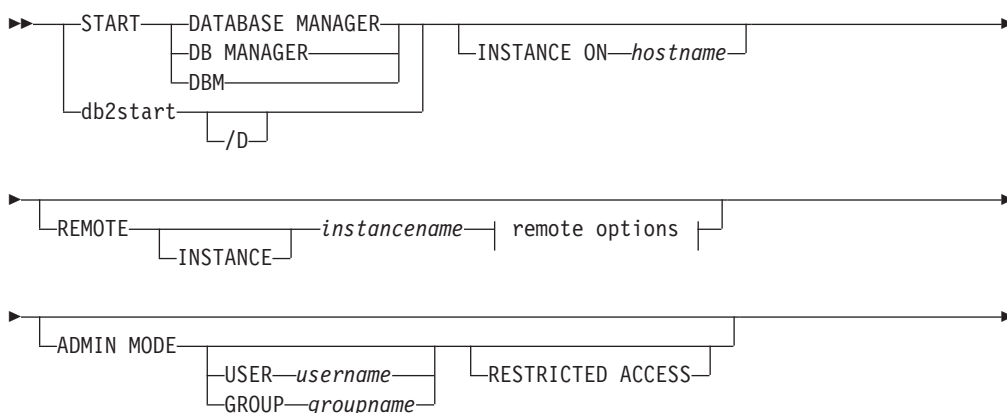 START DATABASE MANAGER
DB MANAGER INSTANCE ON hostname
DBM
db2start
/D
REMOTE instancename remote options
INSTANCE
ADMIN MODE
USER username RESTRICTED ACCESS
GROUP groupname